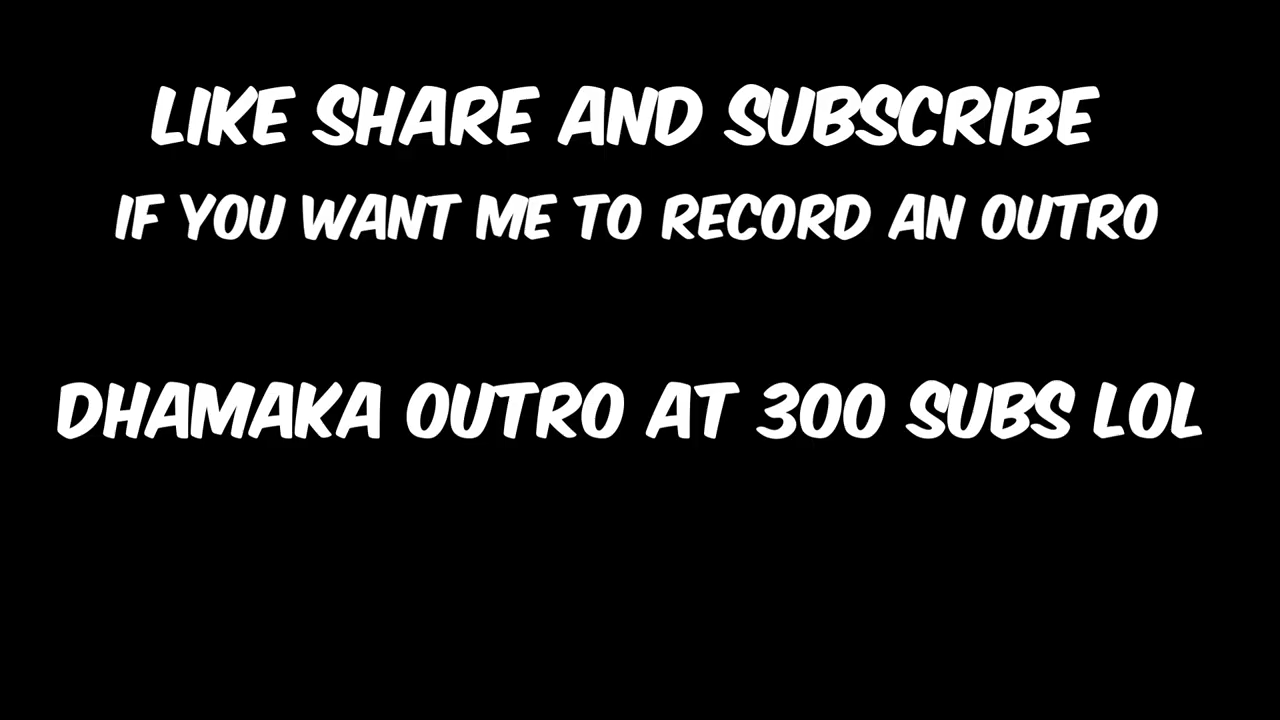 LIKE SHARE AND SUBSCRIBE
IF YOU WANT ME TO RECORD AN OUTRO
DHAMAKA OUTRO AT 300 SUBS LOL